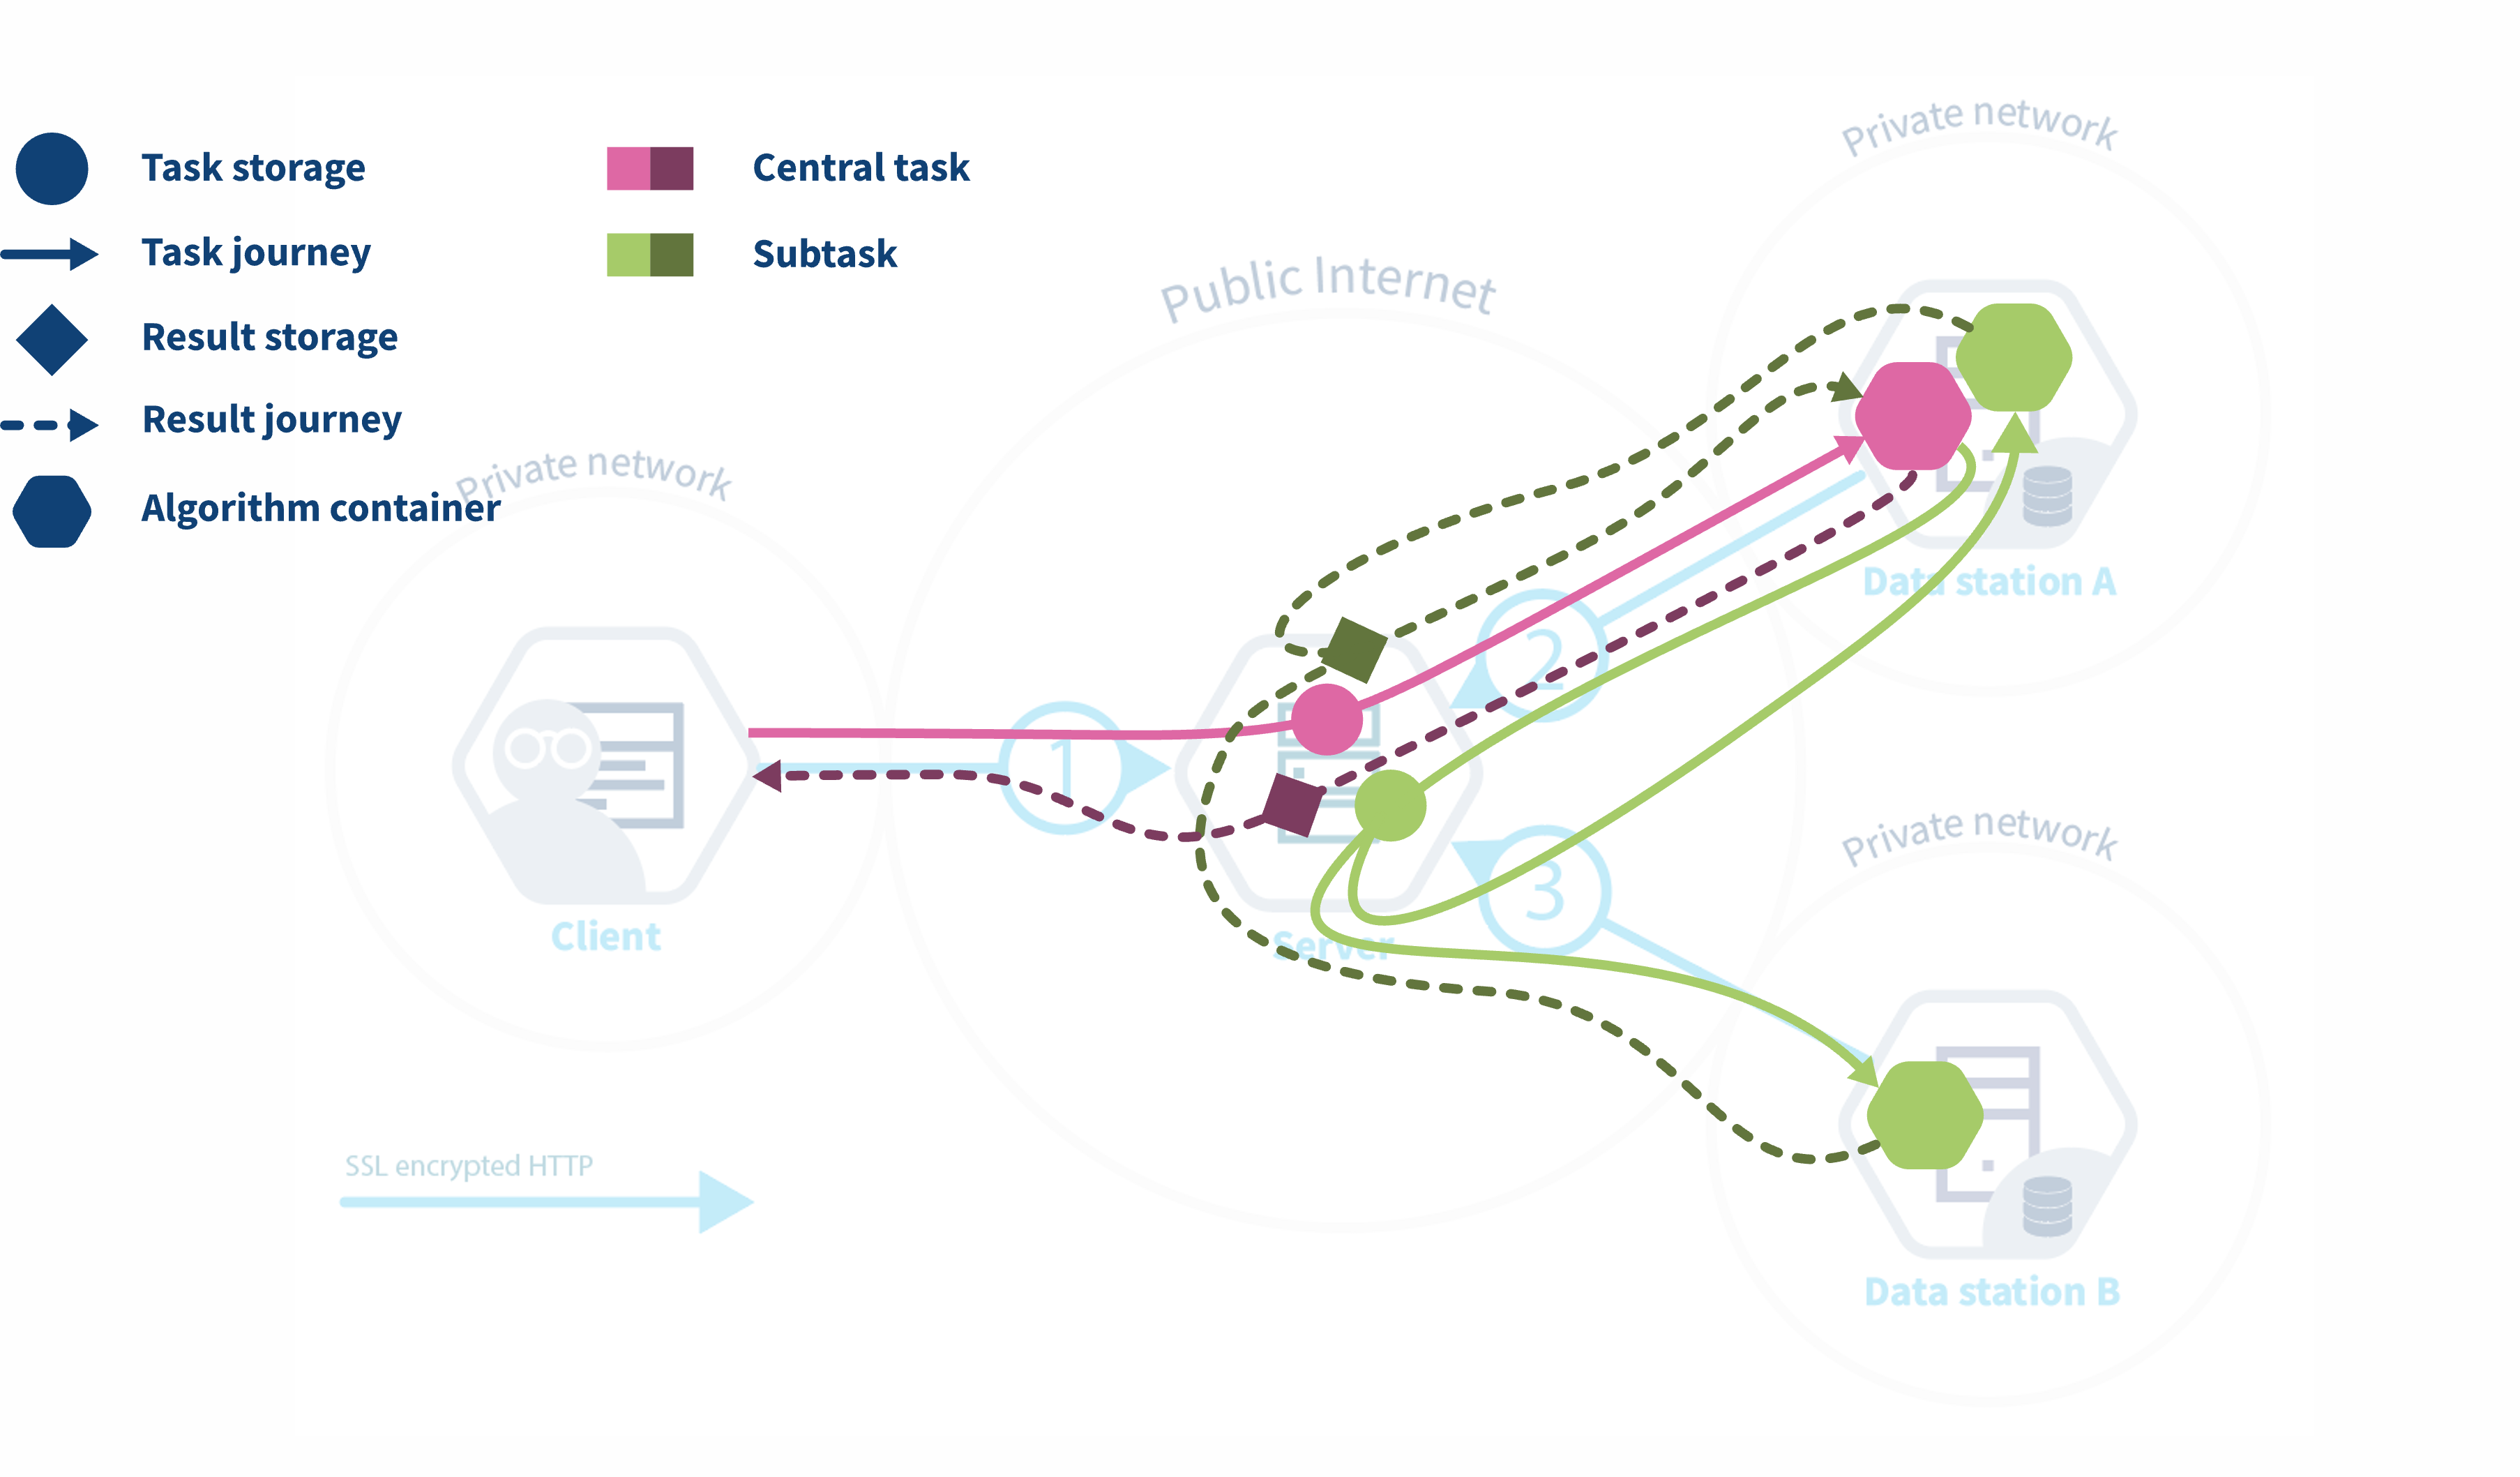 Task storage
Task journey
Result storage
Result journey
Algorithm container
Central task
Subtask
Private network
Public Internet
Private network
1
2
3
Client
Server
Data station A
Private network
Data station B
SSL encrypted HTTP